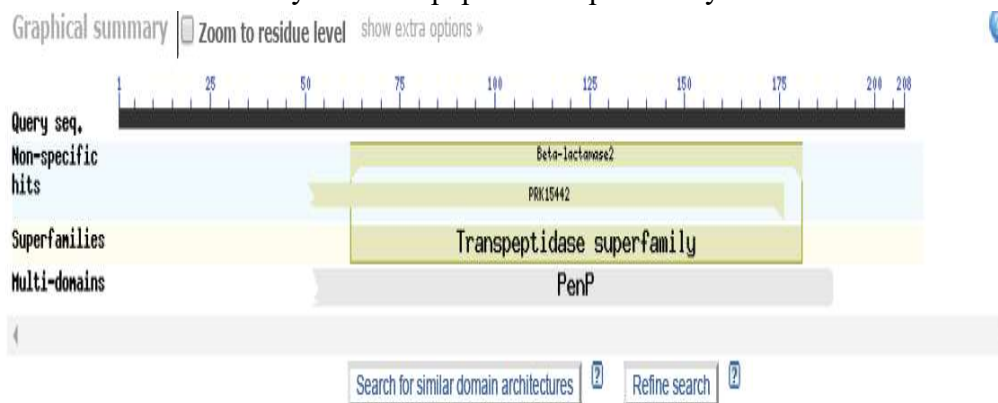 Graphical summary Zoom to residue level show extra options »
1 25 50 75 100 125 150 175 200 208
Query seq.
Non-specific
hits
Beta-lactamase2
PRK15442
Superfamilies
Transpeptidase superfamily
Multi-domains
PenP
Search for similar domain architectures ? Refine search ?